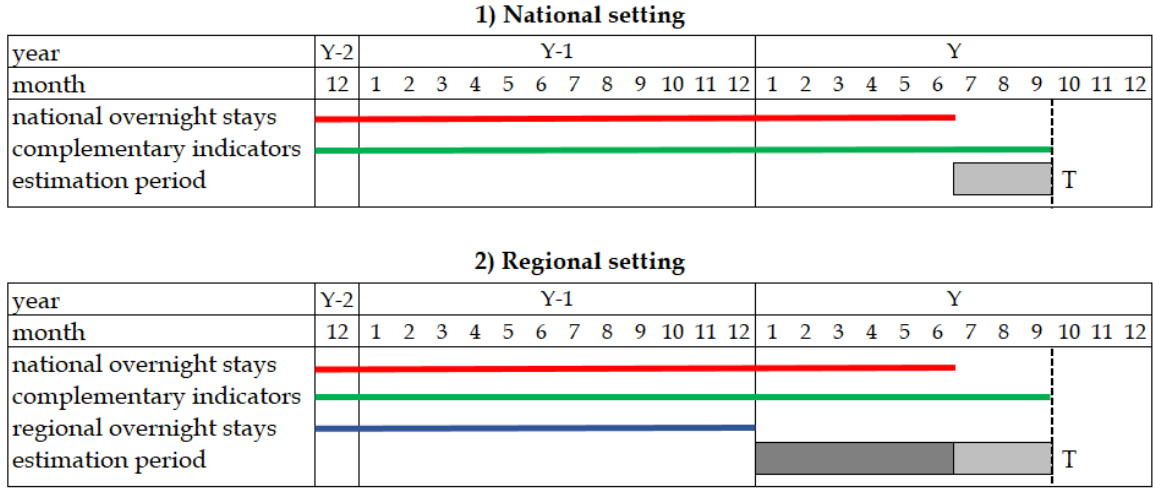 1) National setting
year Y-2 Y-1 Y
month 12 1 2 3 4 5 6 7 8 9 10 11 12 1 2 3 4 5 6 7 8 9 10 11 12
national overnight stays
complementary indicators
estimation period T
2) Regional setting
year Y-2 Y-1 Y
month 12 1 2 3 4 5 6 7 8 9 10 11 12 1 2 3 4 5 6 7 8 9 10 11 12
national overnight stays
complementary indicators
regional overnight stays
estimation period T